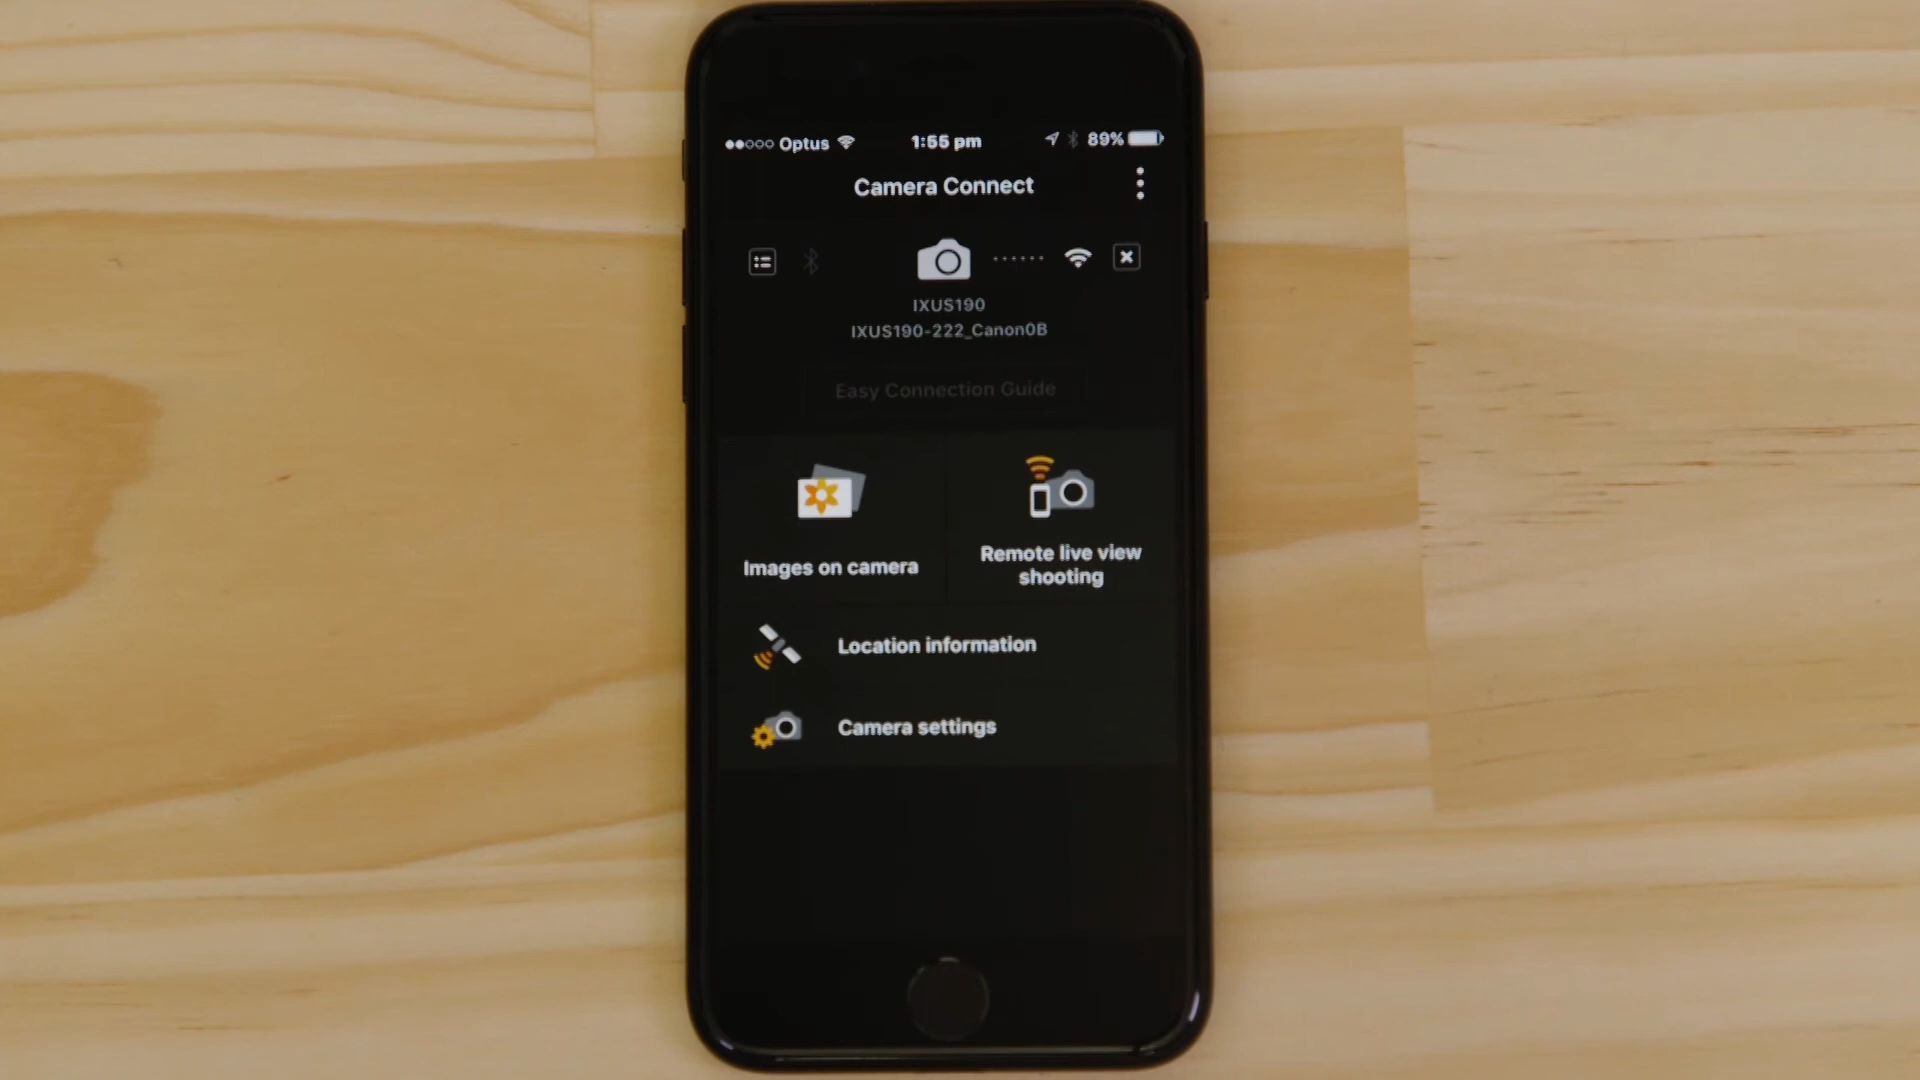 Optus 1:55 pm 89%
Camera Connect
IXUS190
IXUS190-222_Canon0B
Easy Connection Guide
Images on camera
Remote live view
shooting
Location information
Camera settings